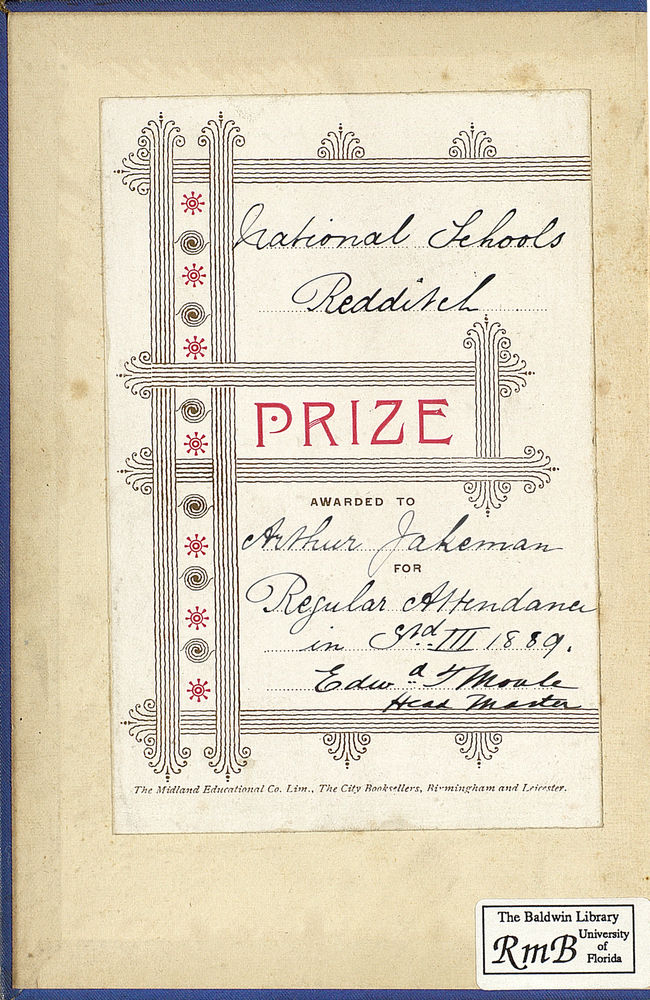 National Schools
Redditch
PRIZE
AWARDED TO
Arthur Jakeman
FOR
Regular Attendance
in Std III 1889.
Edwd T Moule
Head Master
The Midland Educational Co. Lim., The City Booksellers, Birmingham and Leicester.
The Baldwin Library
RmB
University
of
Florida